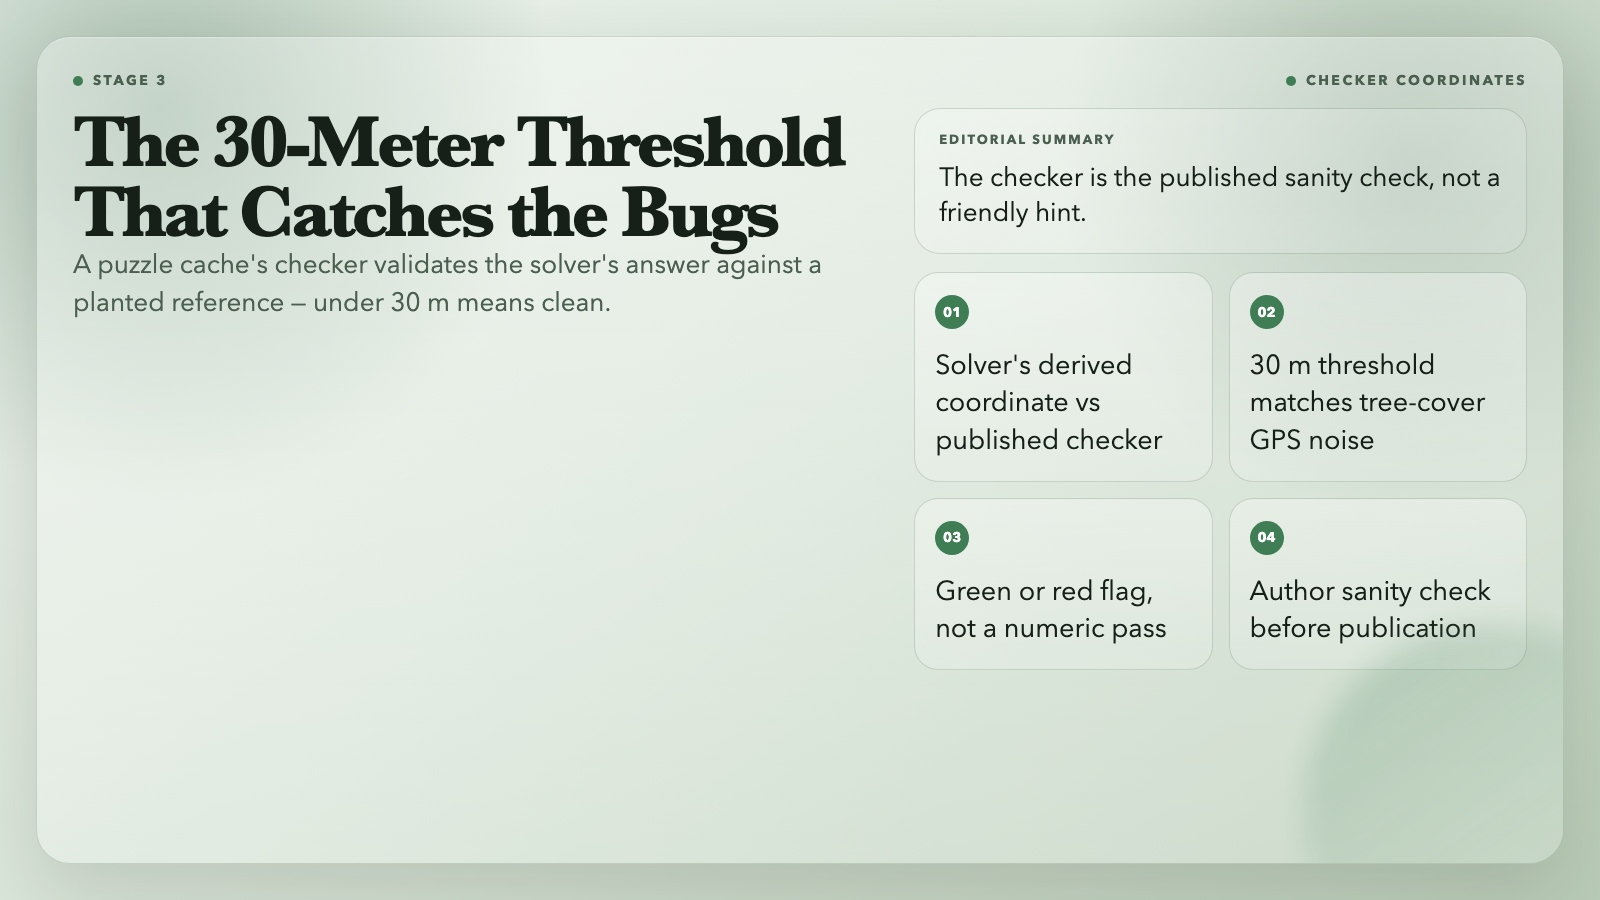 STAGE 3
CHECKER COORDINATES
The 30-Meter Threshold
That Catches the Bugs
A puzzle cache's checker validates the solver's answer against a
planted reference — under 30 m means clean.
EDITORIAL SUMMARY
The checker is the published sanity check, not a
friendly hint.
01
Solver's derived
coordinate vs
published checker
02
30 m threshold
matches tree-cover
GPS noise
03
Green or red flag,
not a numeric pass
04
Author sanity check
before publication